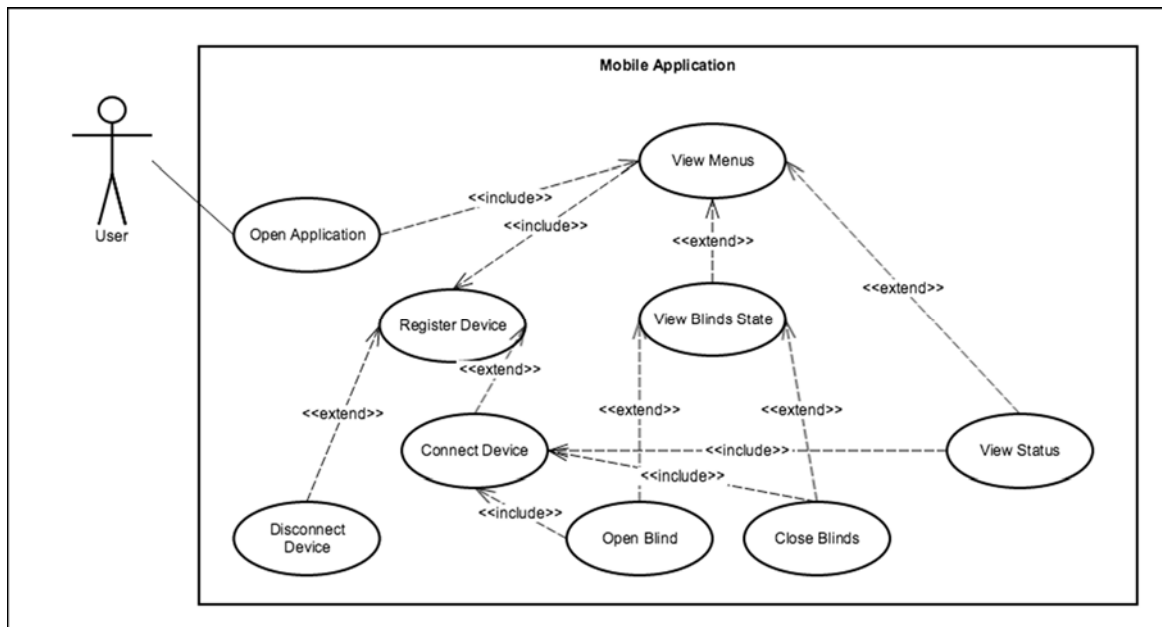 Mobile Application
View Menus
<<include>>
<<include>>
User
Open Application
<<extend>>
<<extend>>
Register Device
View Blinds State
<<extend>>
<<extend>>
<<extend>>
<<extend>>
Connect Device
<<include>>
View Status
<<include>>
<<include>>
Disconnect
Device
Open Blind
Close Blinds